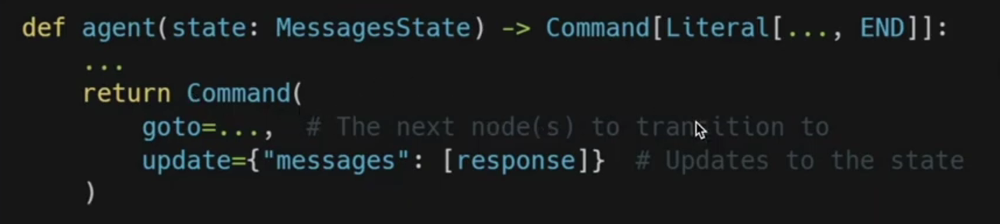 def agent(state: MessagesState) -> Command[Literal[..., END]]:
    ...
    return Command(
        goto=...,  # The next node(s) to transition to
        update={"messages": [response]}  # Updates to the state
    )